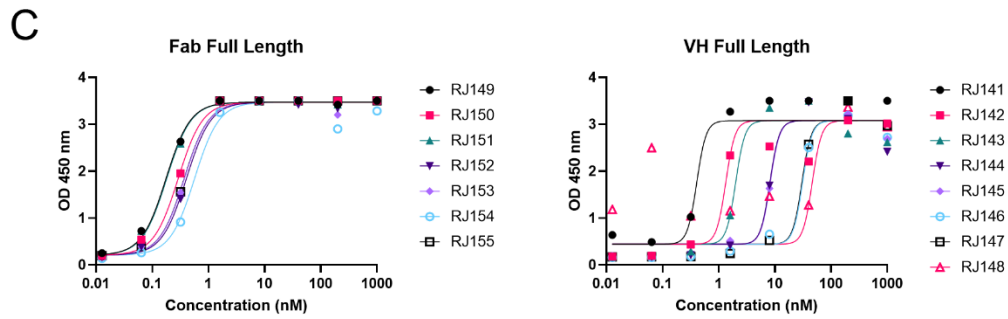 C
Fab Full Length
4
3
2
1
0
OD 450 nm
0.01 0.1 1 10 100 1000
Concentration (nM)
RJ149
RJ150
RJ151
RJ152
RJ153
RJ154
RJ155
VH Full Length
4
3
2
1
0
OD 450 nm
0.01 0.1 1 10 100 1000
Concentration (nM)
RJ141
RJ142
RJ143
RJ144
RJ145
RJ146
RJ147
RJ148